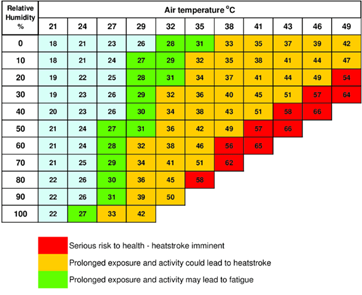 Relative Humidity % Air temperature °C
21 24 27 29 32 35 38 41 43 46 49
0 18 21 23 26 28 31 33 35 37 39 42
10 18 21 24 27 29 32 35 38 41 44 47
20 19 22 25 28 31 34 37 41 44 49 54
30 19 23 26 29 32 36 40 45 51 57 64
40 20 23 26 30 34 38 43 51 58 66
50 21 24 27 31 36 42 49 57 66
60 21 24 28 32 38 46 56 65
70 21 25 29 34 41 51 62
80 22 26 30 36 45 58
90 22 26 31 39 50
100 22 27 33 42
Serious risk to health - heatstroke imminent
Prolonged exposure and activity could lead to heatstroke
Prolonged exposure and activity may lead to fatigue